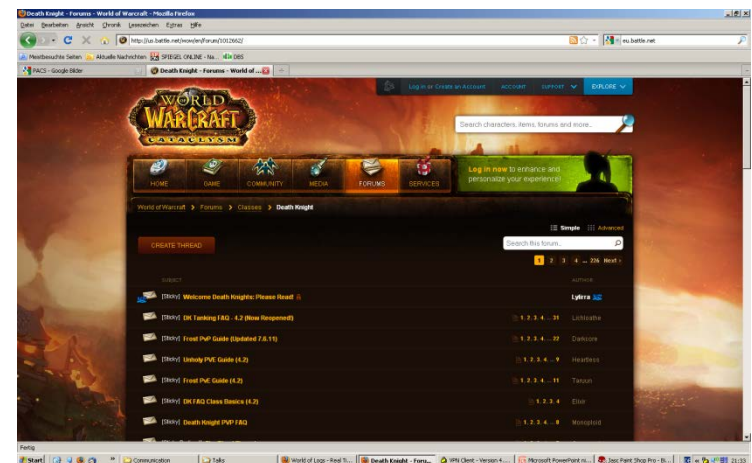 Death Knight - Forums - World of Warcraft - Mozilla Firefox
Datei Bearbeiten Ansicht Chronik Lesezeichen Extras Hilfe
http://us.battle.net/wow/en/forum/1012662/
eu.battle.net
Meistbesuchte Seiten Aktuelle Nachrichten SPIEGEL ONLINE - Na...
PACS - Google Bilder
Death Knight - Forums - World of ...
WORLD
WARCRAFT
CATACLYSM
Log in or Create an Account ACCOUNT SUPPORT EXPLORE
Search characters, items, forums and more...
HOME GAME COMMUNITY MEDIA FORUMS SERVICES
Log in now to enhance and
personalize your experience!
World of Warcraft > Forums > Classes > Death Knight
Simple Advanced
CREATE THREAD
Search this forum...
1 2 3 4 ... 226 Next >
SUBJECT AUTHOR
[Sticky] Welcome Death Knights: Please Read! Lylirra
[Sticky] DK Tanking FAQ - 4.2 (Now Reopened!) 1. 2. 3. 4. ... 31
[Sticky] Frost PvP Guide (Updated 7.6.11) 1. 2. 3. 4. ... 22 Darkcore
[Sticky] Unholy PVE Guide (4.2) 1. 2. 3. 4. ... 9 Heartless
[Sticky] Frost PvE Guide (4.2) 1. 2. 3. 4. ... 11
[Sticky] DK FAQ Class Basics (4.2) 1. 2. 3. 4
[Sticky] Death Knight PVP FAQ 1. 2. 3. 4. ... 8
Fertig
Start Communication Talks World of Logs - Real Ti... Death Knight - Foru... VPN Client - Version 4.... Microsoft PowerPoint Jasc Paint Shop Pro - Bi... 21:35